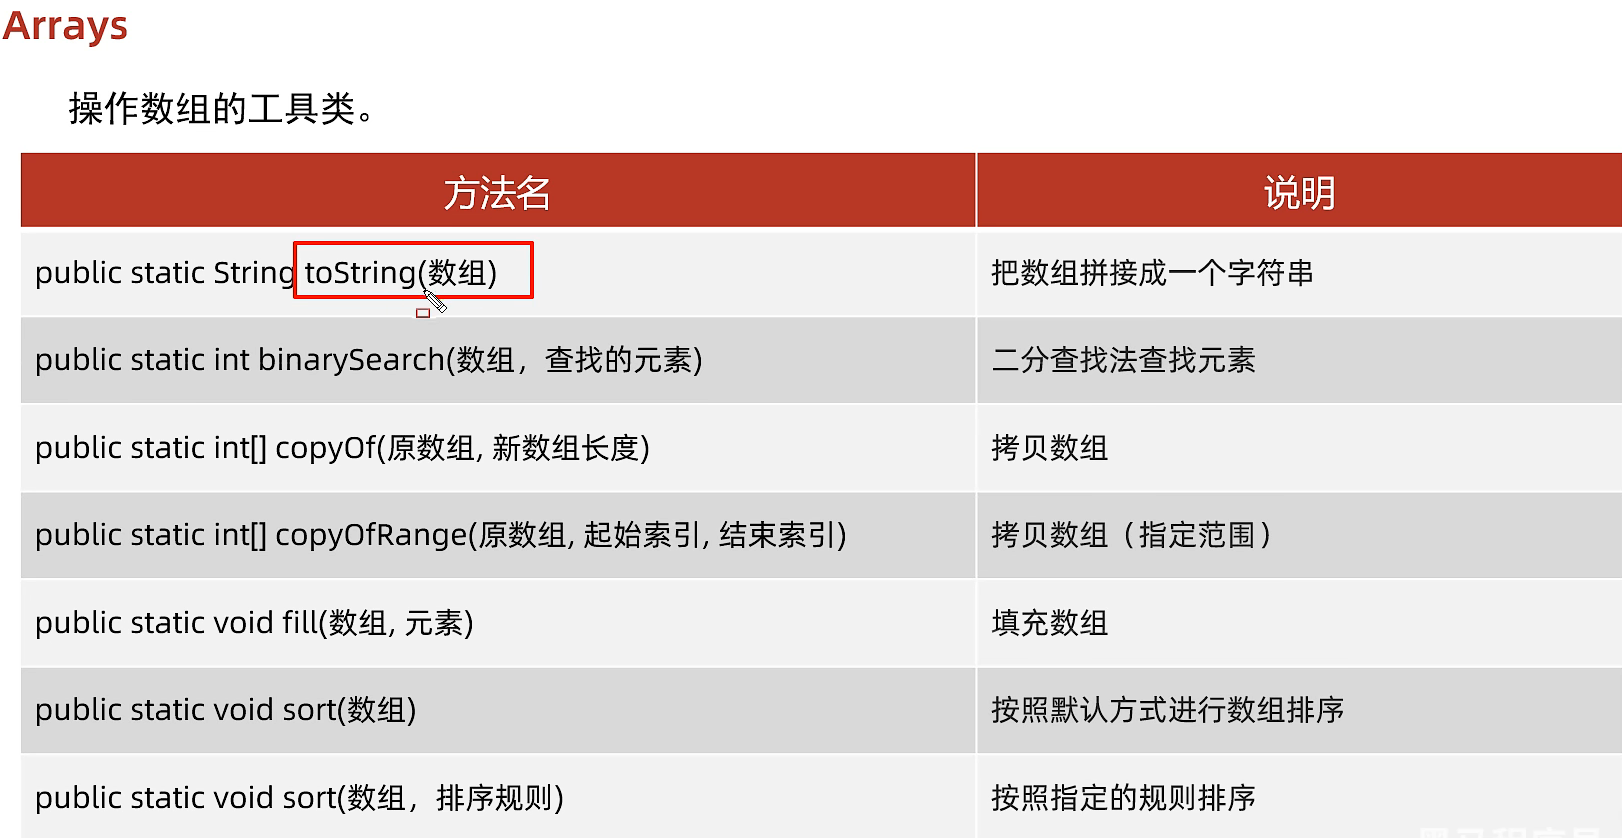 Arrays
操作数组的工具类。
方法名 说明
public static String toString(数组) 把数组拼接成一个字符串
public static int binarySearch(数组，查找的元素) 二分查找法查找元素
public static int[] copyOf(原数组, 新数组长度) 拷贝数组
public static int[] copyOfRange(原数组, 起始索引, 结束索引) 拷贝数组（指定范围）
public static void fill(数组, 元素) 填充数组
public static void sort(数组) 按照默认方式进行数组排序
public static void sort(数组，排序规则) 按照指定的规则排序